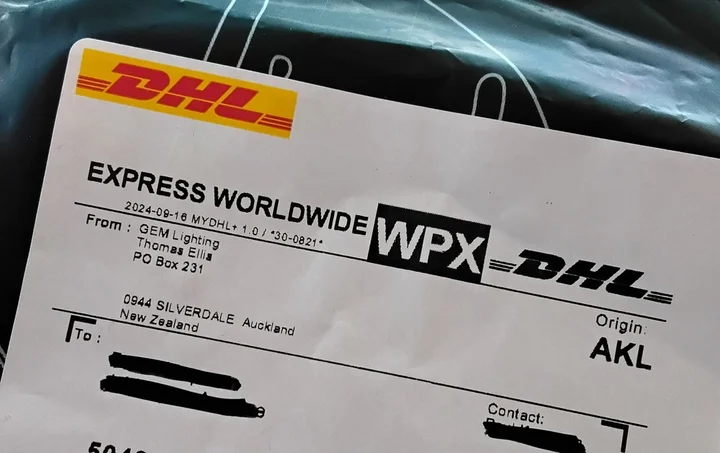 DHL
EXPRESS WORLDWIDE
WPX
DHL
2024-09-16 MYDHL+ 1.0 / *30-0821*
From : GEM Lighting
Thomas Ellis
PO Box 231
0944 SILVERDALE Auckland
New Zealand
Origin:
AKL
To :
Contact: